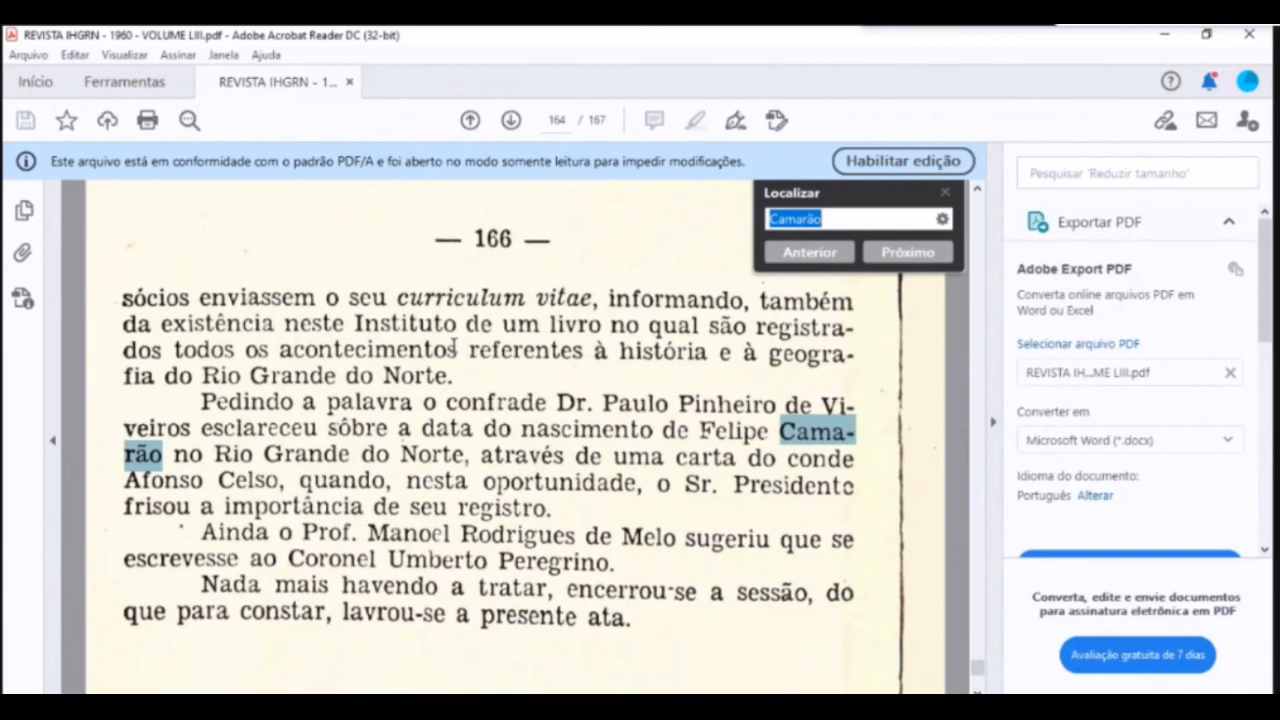 REVISTA IHGRN - 1960 - VOLUME LIII.pdf - Adobe Acrobat Reader DC (32-bit)
Arquivo Editar Visualizar Assinar Janela Ajuda
Início Ferramentas REVISTA IHGRN - 1... ×
164 / 167
Este arquivo está em conformidade com o padrão PDF/A e foi aberto no modo somente leitura para impedir modificações.
Habilitar edição
Localizar
Camarão
Anterior Próximo
— 166 —
sócios enviassem o seu curriculum vitae, informando, também
da existência neste Instituto de um livro no qual são registra-
dos todos os acontecimentos referentes à história e à geogra-
fia do Rio Grande do Norte.
Pedindo a palavra o confrade Dr. Paulo Pinheiro de Vi-
veiros esclareceu sôbre a data do nascimento de Felipe Cama-
rão no Rio Grande do Norte, através de uma carta do conde
Afonso Celso, quando, nesta oportunidade, o Sr. Presidente
frisou a importância de seu registro.
Ainda o Prof. Manoel Rodrigues de Melo sugeriu que se
escrevesse ao Coronel Umberto Peregrino.
Nada mais havendo a tratar, encerrou-se a sessão, do
que para constar, lavrou-se a presente ata.
Pesquisar 'Reduzir tamanho'
Exportar PDF
Adobe Export PDF
Converta online arquivos PDF em
Word ou Excel
Selecionar arquivo PDF
REVISTA IH...ME LIII.pdf
Converter em
Microsoft Word (*.docx)
Idioma do documento:
Português Alterar
Converta, edite e envie documentos
para assinatura eletrônica em PDF
Avaliação gratuita de 7 dias